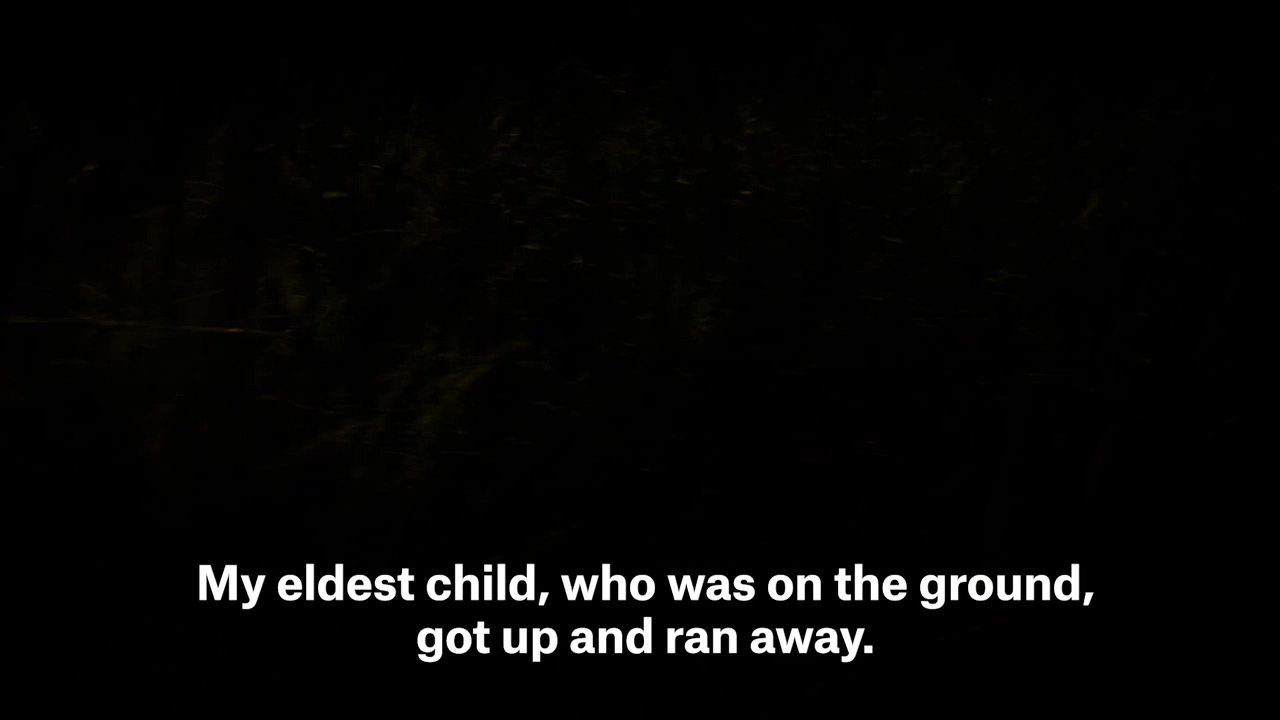 My eldest child, who was on the ground,
got up and ran away.